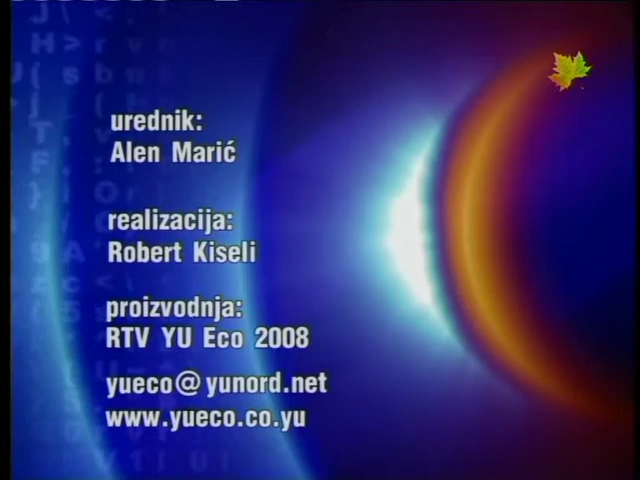 urednik:
Alen Marić
realizacija:
Robert Kiseli
proizvodnja:
RTV YU Eco 2008
yueco@yunord.net
www.yueco.co.yu